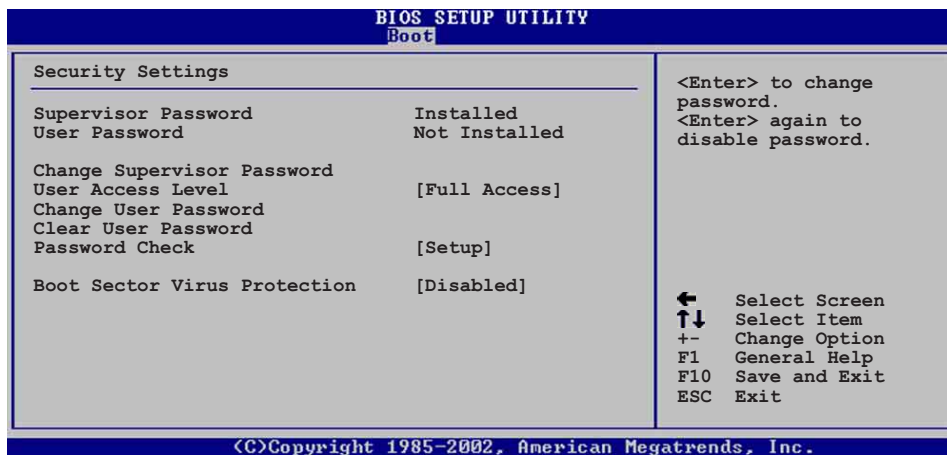 BIOS SETUP UTILITY
Boot
Security Settings
Supervisor Password Installed
User Password Not Installed
Change Supervisor Password
User Access Level [Full Access]
Change User Password
Clear User Password
Password Check [Setup]
Boot Sector Virus Protection [Disabled]
<Enter> to change
password.
<Enter> again to
disable password.
← Select Screen
↑↓ Select Item
+- Change Option
F1 General Help
F10 Save and Exit
ESC Exit
(C)Copyright 1985-2002, American Megatrends, Inc.